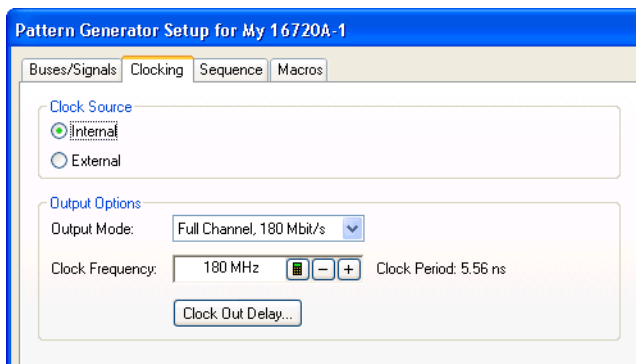 Pattern Generator Setup for My 16720A-1
Buses/Signals Clocking Sequence Macros
Clock Source
Internal
External
Output Options
Output Mode: Full Channel, 180 Mbit/s
Clock Frequency: 180 MHz - + Clock Period: 5.56 ns
Clock Out Delay...